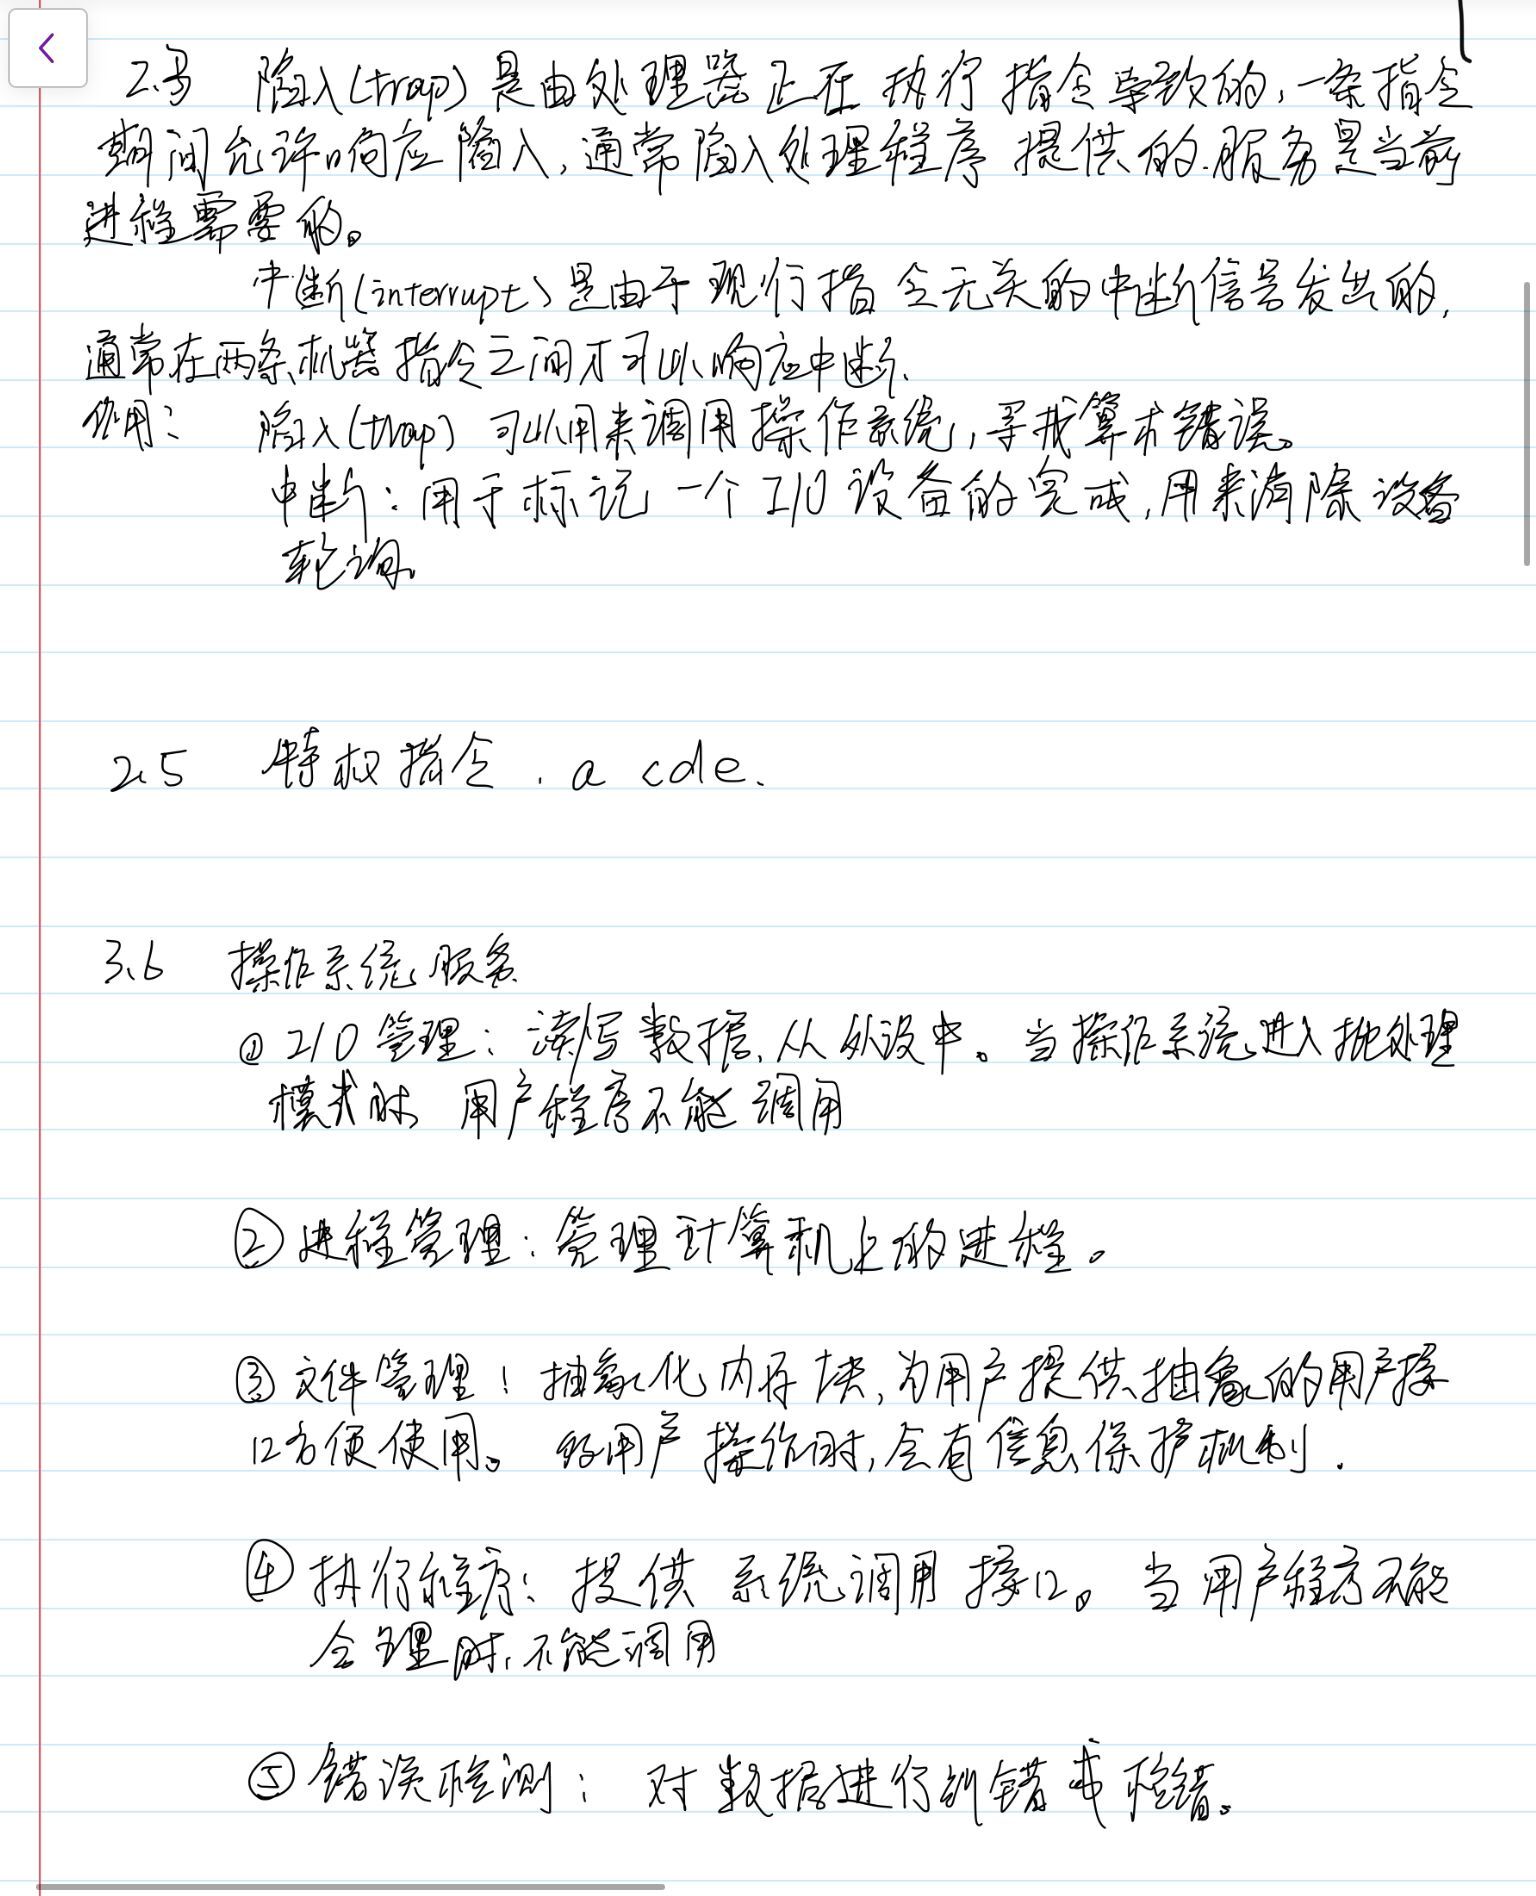 2.3 陷入(trap) 是由处理器正在执行指令导致的,一条指令
期间允许响应陷入,通常陷入处理程序提供的服务是当前
进程需要的。
中断(interrupt)是由于现行指令无关的中断信号发出的,
通常在两条机器指令之间才可以响应中断.
作用: 陷入(trap) 可以用来调用操作系统,寻找算术错误。
中断:用于标记一个I/O设备的完成,用来消除设备
轮询.
2.5 特权指令. a cde.
3.6 操作系统服务
① I/O管理:读写数据,从外设中。当操作系统进入批处理
模式时 用户程序不能调用
② 进程管理:管理计算机上的进程。
③ 文件管理:抽象化内存块,为用户提供抽象的用户接
口方便使用。 用户操作时,会有信息保护机制.
④ 执行程序:提供系统调用接口。当用户程序不能
合理时,不能调用
⑤ 错误检测: 对数据进行纠错或检错。